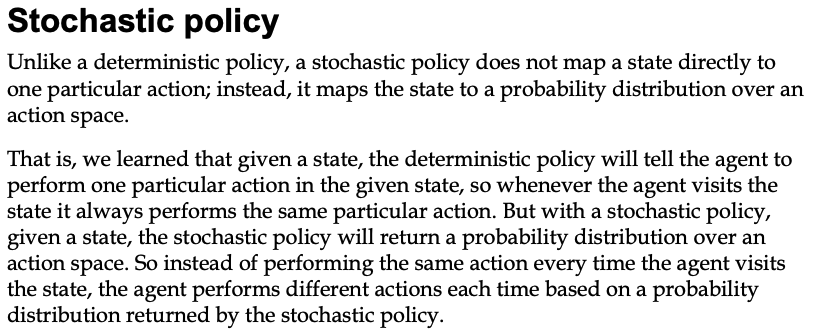 Stochastic policy
Unlike a deterministic policy, a stochastic policy does not map a state directly to
one particular action; instead, it maps the state to a probability distribution over an
action space.
That is, we learned that given a state, the deterministic policy will tell the agent to
perform one particular action in the given state, so whenever the agent visits the
state it always performs the same particular action. But with a stochastic policy,
given a state, the stochastic policy will return a probability distribution over an
action space. So instead of performing the same action every time the agent visits
the state, the agent performs different actions each time based on a probability
distribution returned by the stochastic policy.